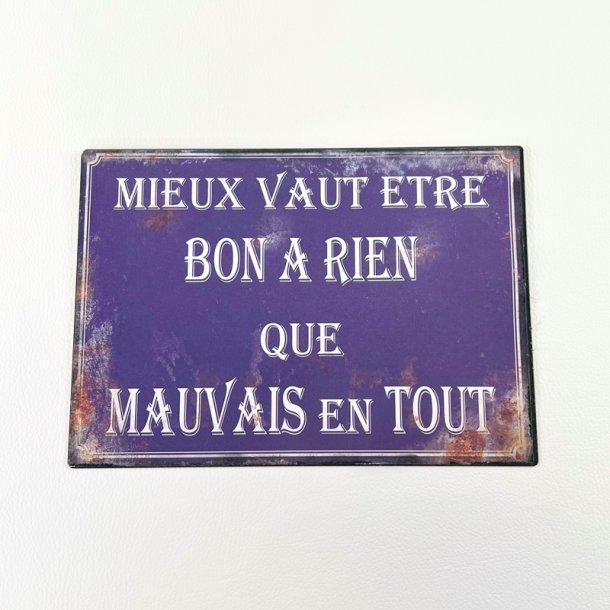 MIEUX VAUT ETRE
BON A RIEN
QUE
MAUVAIS EN TOUT